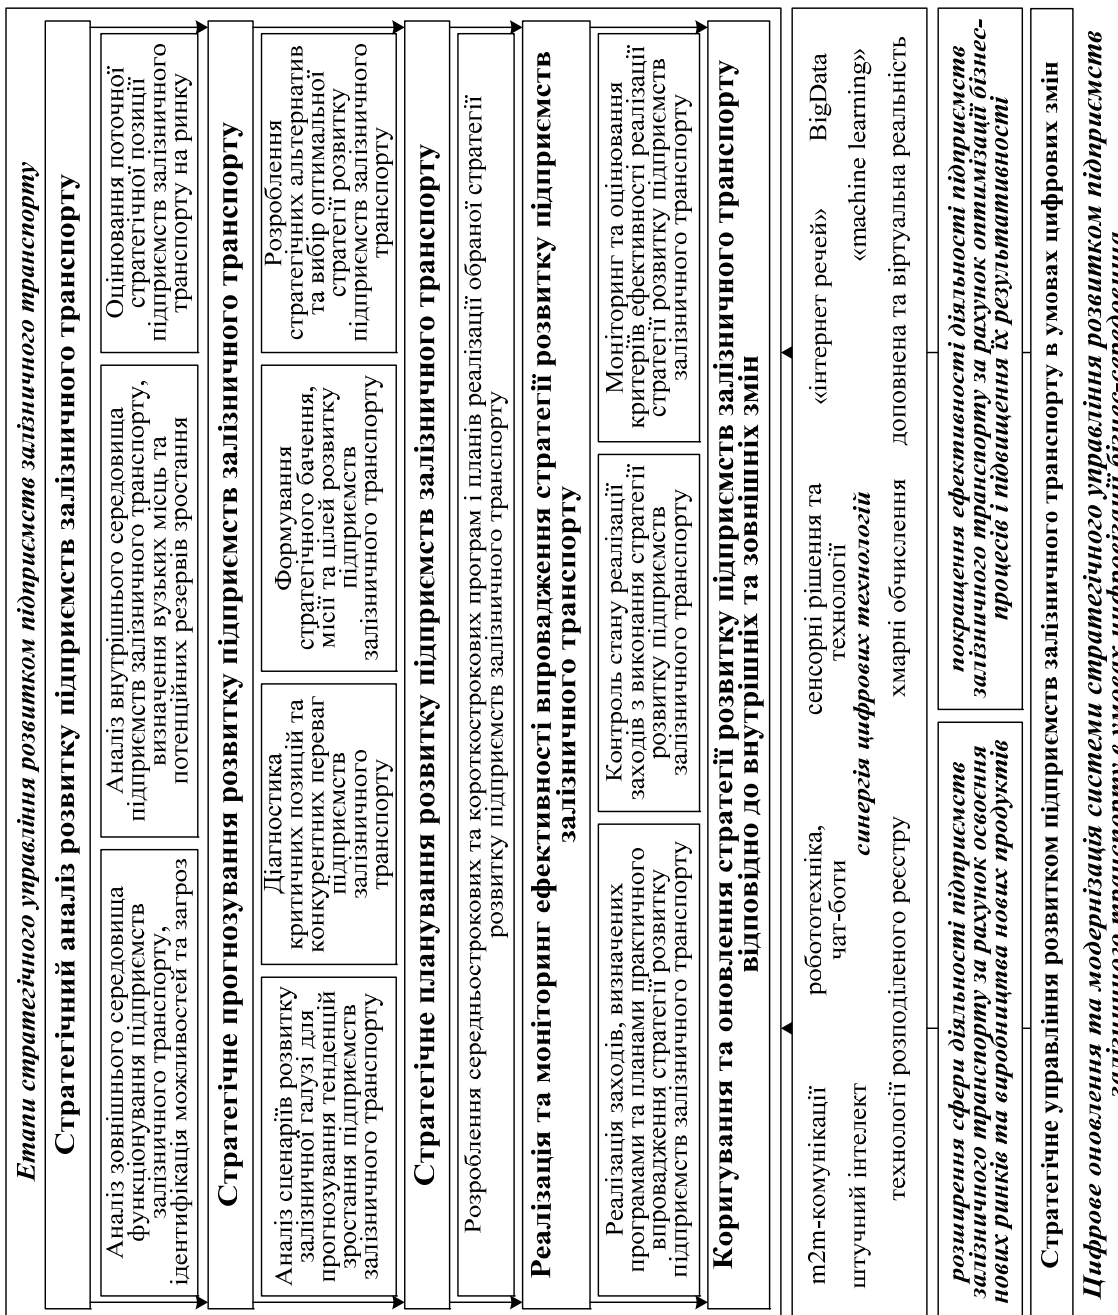 Етапи стратегічного управління розвитком підприємств залізничного транспорту
Стратегічний аналіз розвитку підприємств залізничного транспорту
Аналіз зовнішнього середовища
функціонування підприємств
залізничного транспорту,
ідентифікація можливостей та загроз
Аналіз внутрішнього середовища
підприємств залізничного транспорту,
визначення вузьких місць та
потенційних резервів зростання
Оцінювання поточної
стратегічної позиції
підприємств залізничного
транспорту на ринку
Стратегічне прогнозування розвитку підприємств залізничного транспорту
Аналіз сценаріїв розвитку
залізничної галузі для
прогнозування тенденцій
зростання підприємств
залізничного транспорту
Діагностика
критичних позицій та
конкурентних переваг
підприємств
залізничного
транспорту
Формування
стратегічного бачення,
місії та цілей розвитку
підприємств
залізничного транспорту
Розроблення
стратегічних альтернатив
та вибір оптимальної
стратегії розвитку
підприємств залізничного
транспорту
Стратегічне планування розвитку підприємств залізничного транспорту
Розроблення середньострокових та короткострокових програм і планів реалізації обраної стратегії
розвитку підприємств залізничного транспорту
Реалізація та моніторинг ефективності впровадження стратегії розвитку підприємств
залізничного транспорту
Реалізація заходів, визначених
програмами та планами практичного
впровадження стратегії розвитку
підприємств залізничного транспорту
Контроль стану реалізації
заходів з виконання стратегії
розвитку підприємств
залізничного транспорту
Моніторинг та оцінювання
критеріїв ефективності реалізації
стратегії розвитку підприємств
залізничного транспорту
Коригування та оновлення стратегії розвитку підприємств залізничного транспорту
відповідно до внутрішніх та зовнішніх змін
m2m-комунікації
робототехніка,
чат-боти
сенсорні рішення та
технології
«інтернет речей»
BigData
штучний інтелект
синергія цифрових технологій
«machine learning»
технології розподіленого реєстру
хмарні обчислення
доповнена та віртуальна реальність
розширення сфери діяльності підприємств
залізничного транспорту за рахунок освоєння
нових ринків та виробництва нових продуктів
покращення ефективності діяльності підприємств
залізничного транспорту за рахунок оптимізації бізнес-
процесів і підвищення їх результативності
Стратегічне управління розвитком підприємств залізничного транспорту в умовах цифрових змін
Цифрове оновлення та модернізація системи стратегічного управління розвитком підприємств
залізничного транспорту в умовах цифровізації бізнес-середовища